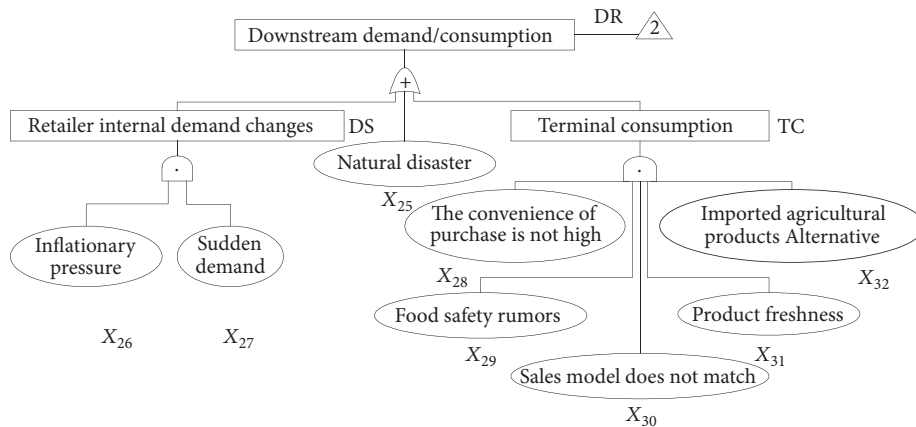 DR
Downstream demand/consumption
2
+
Retailer internal demand changes
DS
Terminal consumption
TC
Natural disaster
X25
·
·
The convenience of
purchase is not high
X28
Imported agricultural
products Alternative
X32
Inflationary
pressure
X26
Sudden
demand
X27
Food safety rumors
X29
Product freshness
X31
Sales model does not match
X30